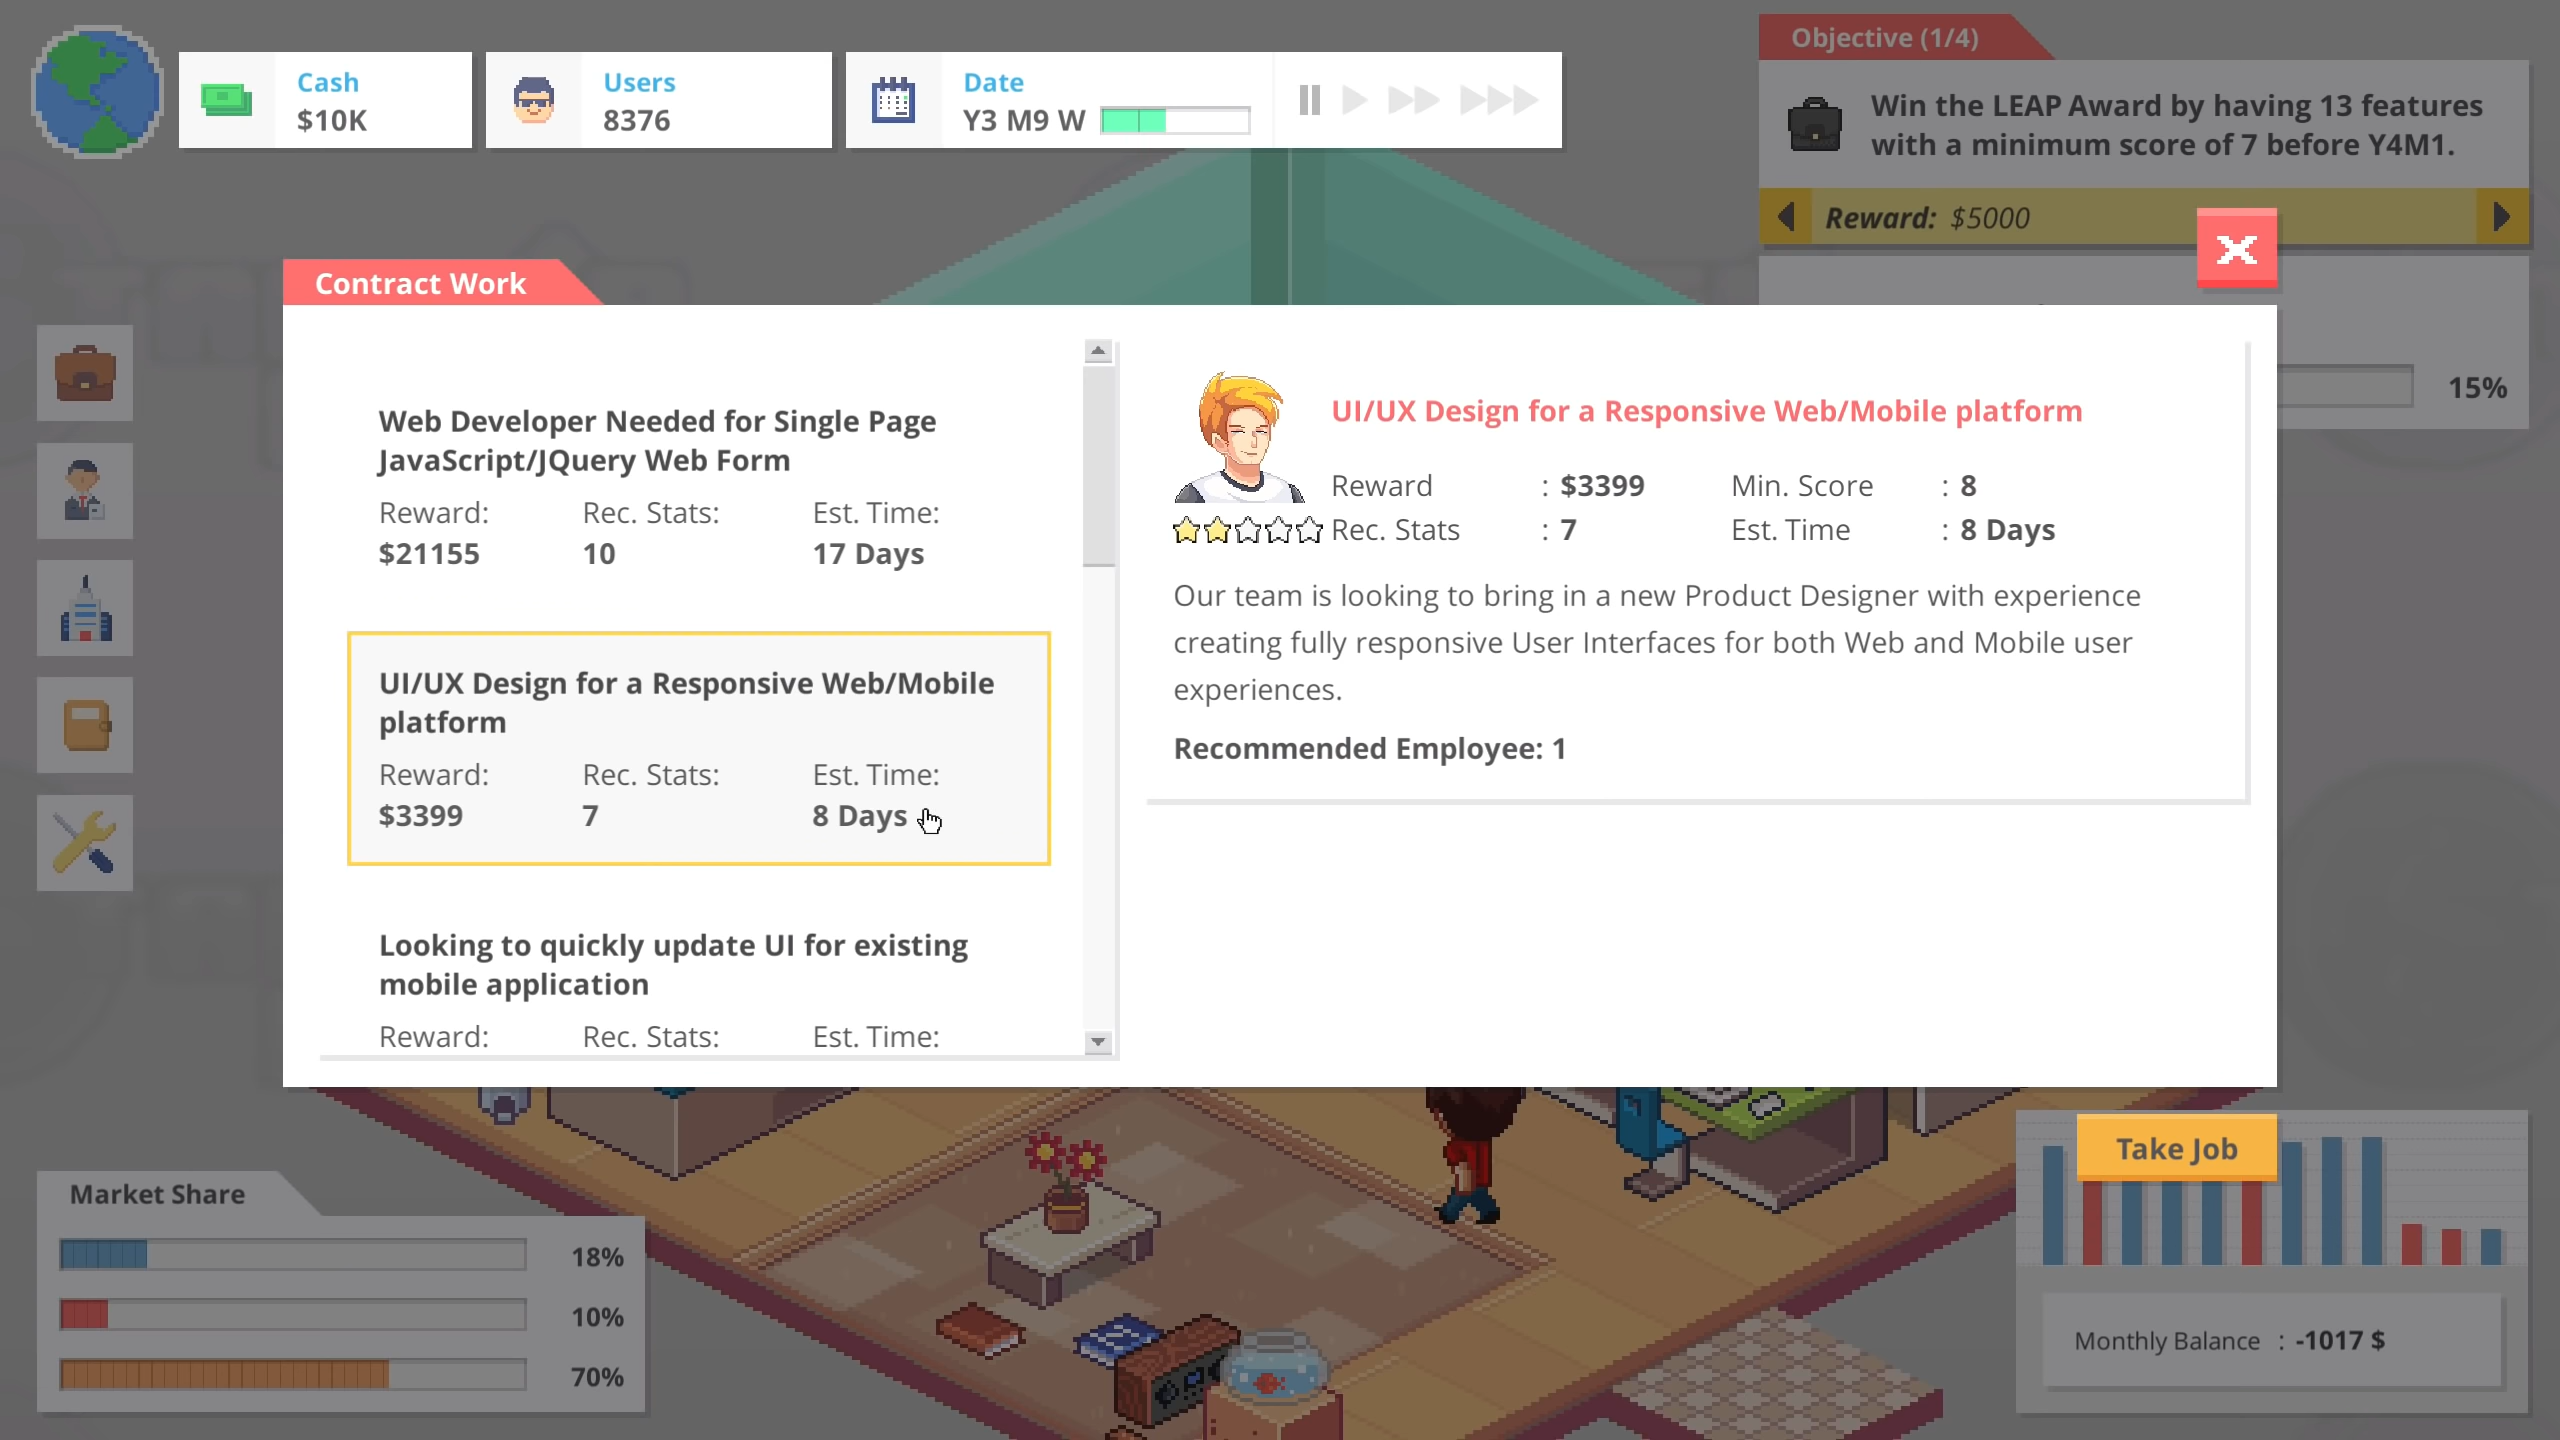 Cash
$10K
Users
8376
Date
Y3 M9 W
Objective (1/4)
Win the LEAP Award by having 13 features
with a minimum score of 7 before Y4M1.
Reward: $5000
15%
Contract Work
Web Developer Needed for Single Page
JavaScript/JQuery Web Form
Reward: Rec. Stats: Est. Time:
$21155 10 17 Days
UI/UX Design for a Responsive Web/Mobile
platform
Reward: Rec. Stats: Est. Time:
$3399 7 8 Days
Looking to quickly update UI for existing
mobile application
Reward: Rec. Stats: Est. Time:
UI/UX Design for a Responsive Web/Mobile platform
Reward : $3399 Min. Score : 8
Rec. Stats : 7 Est. Time : 8 Days
Our team is looking to bring in a new Product Designer with experience
creating fully responsive User Interfaces for both Web and Mobile user
experiences.
Recommended Employee: 1
Take Job
Market Share
18%
10%
70%
Monthly Balance : -1017 $